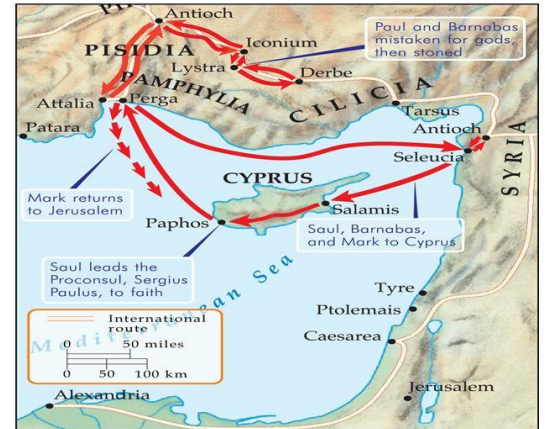 Antioch
PISIDIA
Iconium
Paul and Barnabas
mistaken for gods,
then stoned
Lystra
Derbe
PAMPHYLIA
CILICIA
Attalia
Perga
Tarsus
Antioch
Patara
Seleucia
SYRIA
CYPRUS
Mark returns
to Jerusalem
Salamis
Paphos
Saul, Barnabas,
and Mark to Cyprus
Saul leads the
Proconsul, Sergius
Paulus, to faith
Mediterranean Sea
Tyre
Ptolemais
Caesarea
International
route
0 50 miles
0 50 100 km
Alexandria
Jerusalem